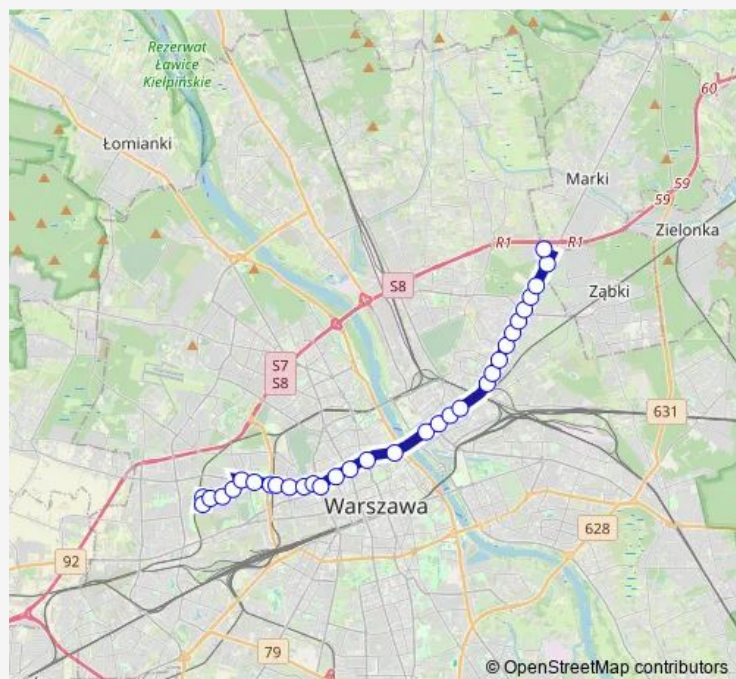 Rezerwat
Ławice
Kiełpińskie
Łomianki
Marki
60
59
59
R1
R1
Zielonka
S8
Ząbki
S7
S8
631
Warszawa
628
92
79
© OpenStreetMap contributors